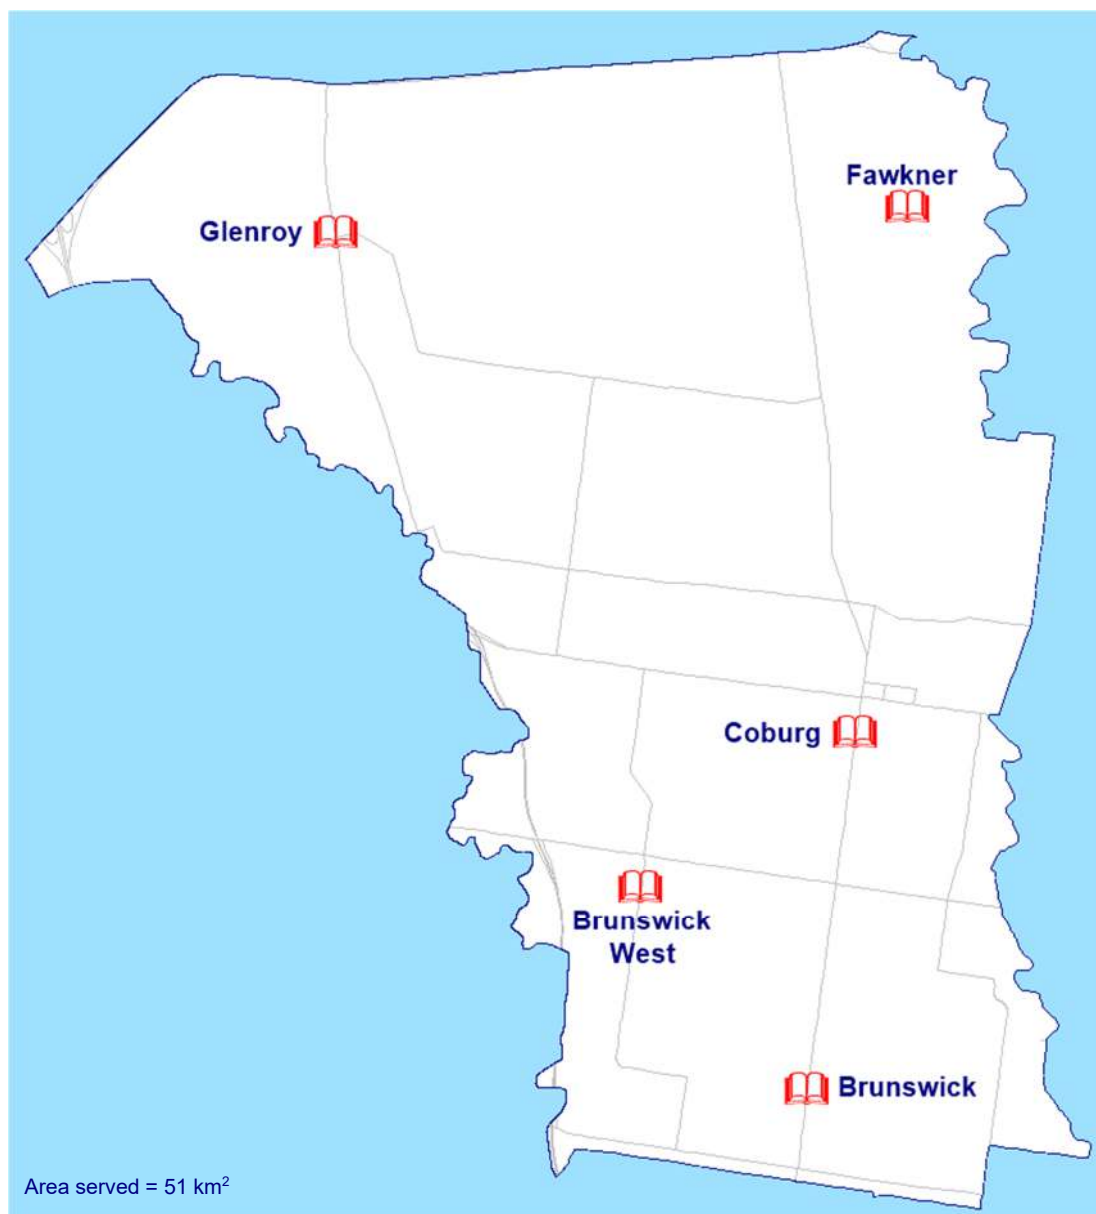 Fawkner
Glenroy
Coburg
Brunswick
West
Brunswick
Area served = 51 km²